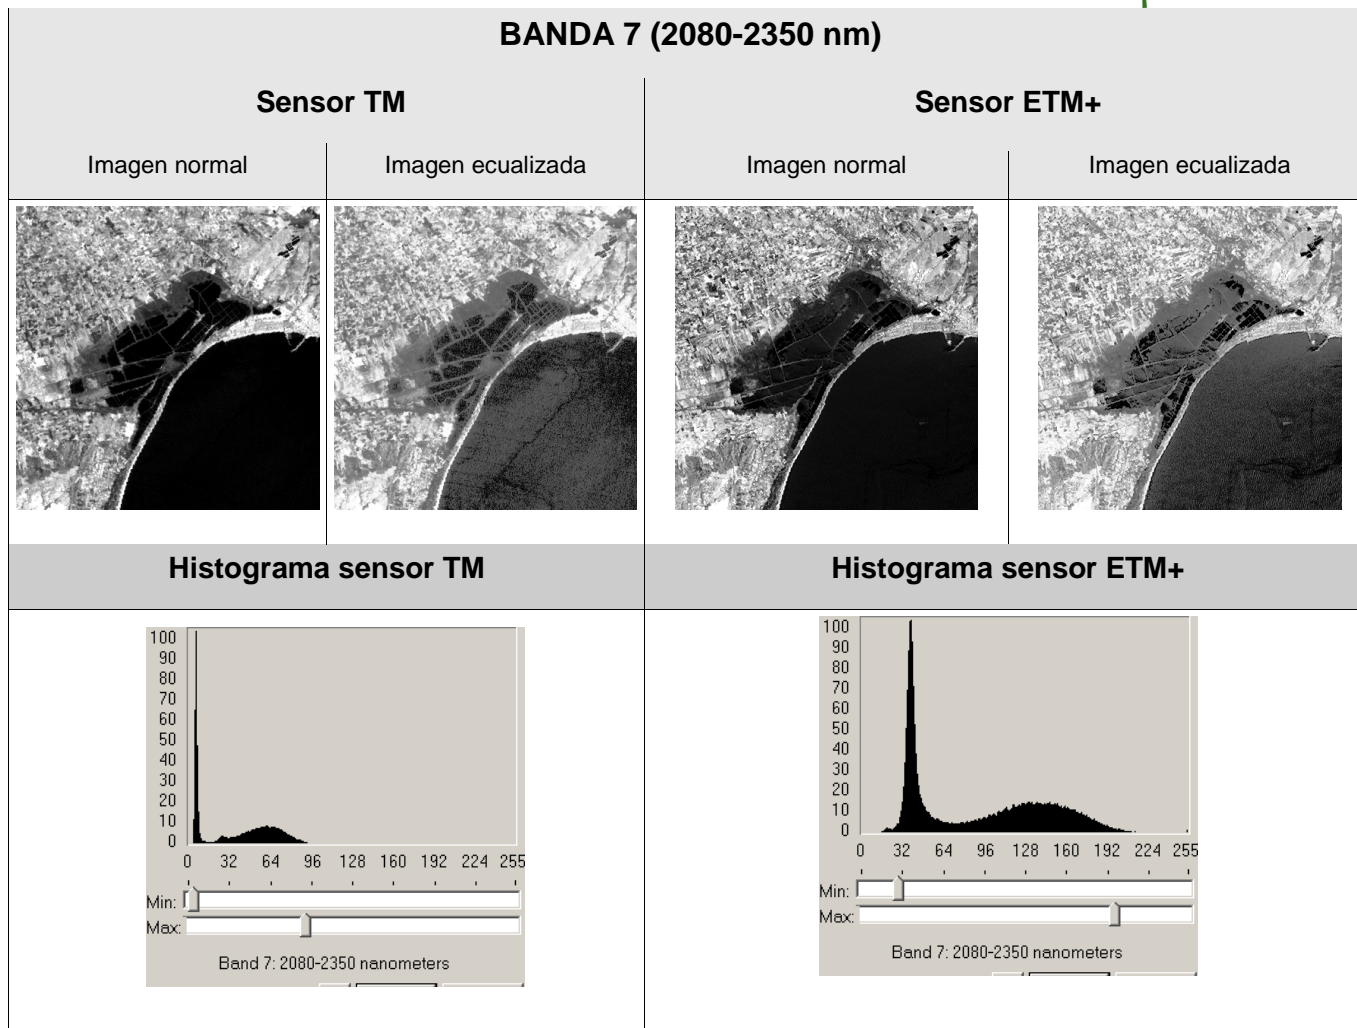 BANDA 7 (2080-2350 nm)
Sensor TM
Sensor ETM+
Imagen normal
Imagen ecualizada
Imagen normal
Imagen ecualizada
Histograma sensor TM
Histograma sensor ETM+
100
90
80
70
60
50
40
30
20
10
0
0 32 64 96 128 160 192 224 255
Min:
Max:
Band 7: 2080-2350 nanometers
100
90
80
70
60
50
40
30
20
10
0
0 32 64 96 128 160 192 224 255
Min:
Max:
Band 7: 2080-2350 nanometers